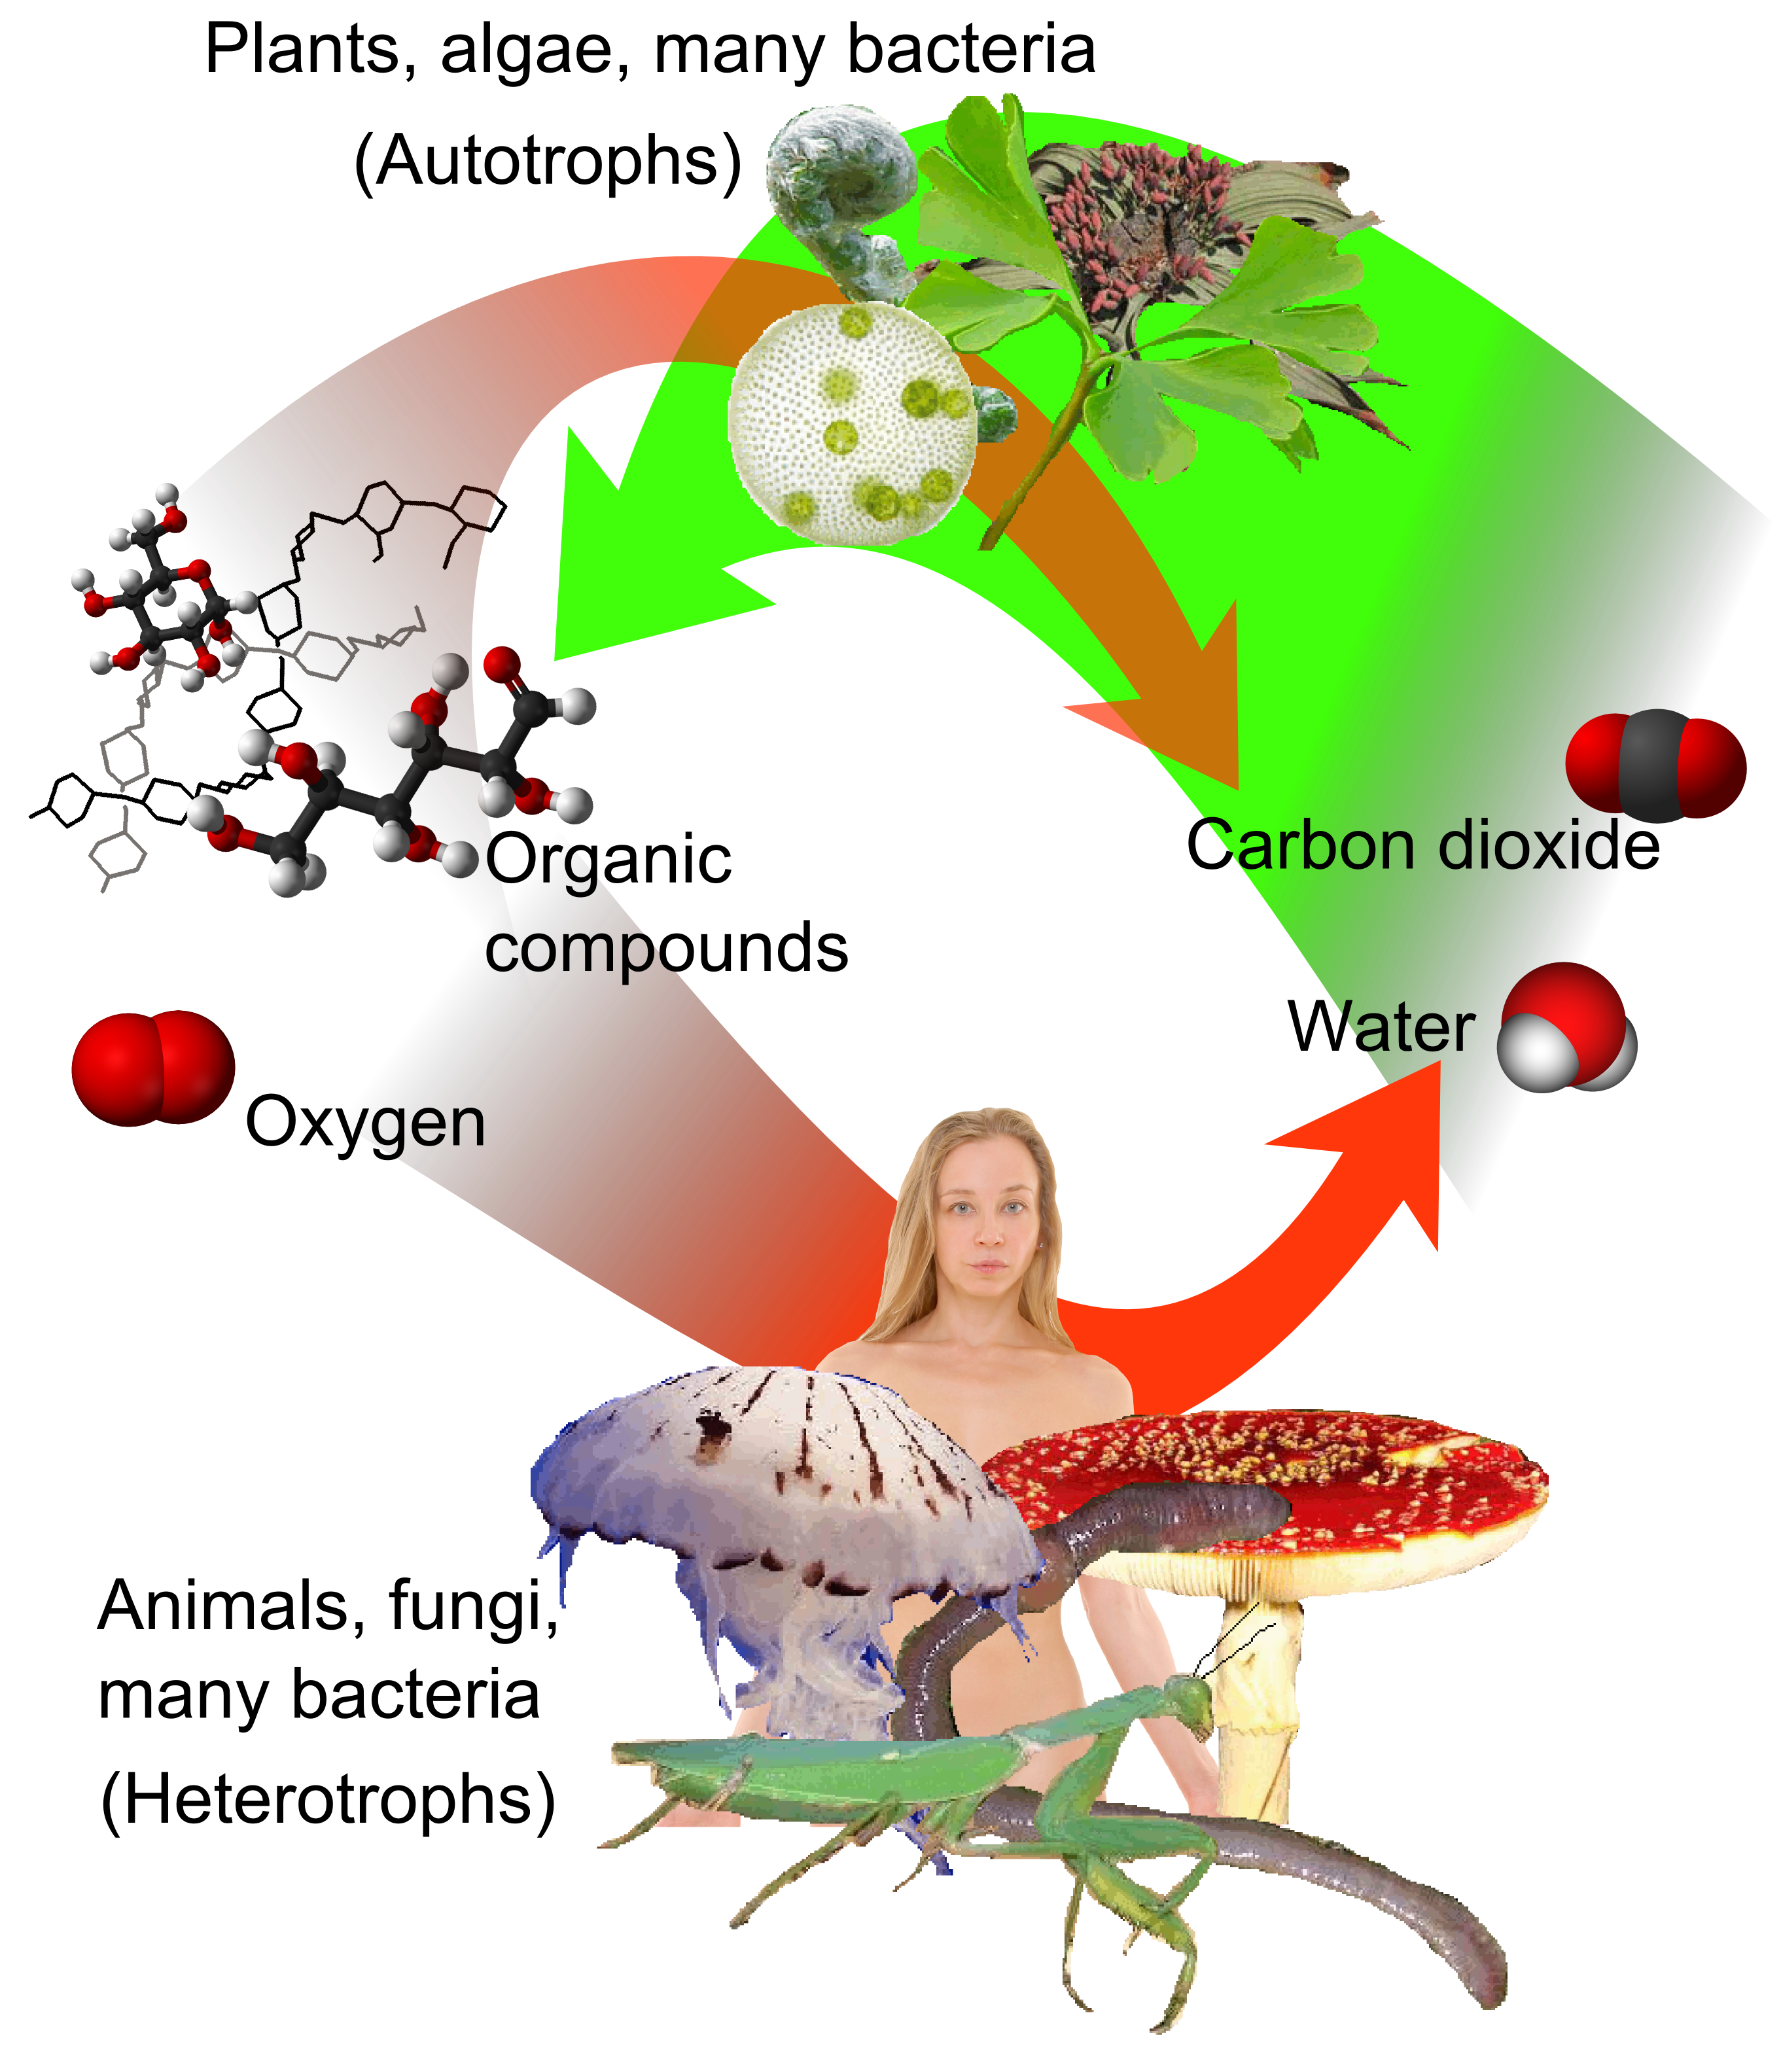 Plants, algae, many bacteria
(Autotrophs)
Organic
compounds
Carbon dioxide
Water
Oxygen
Animals, fungi,
many bacteria
(Heterotrophs)